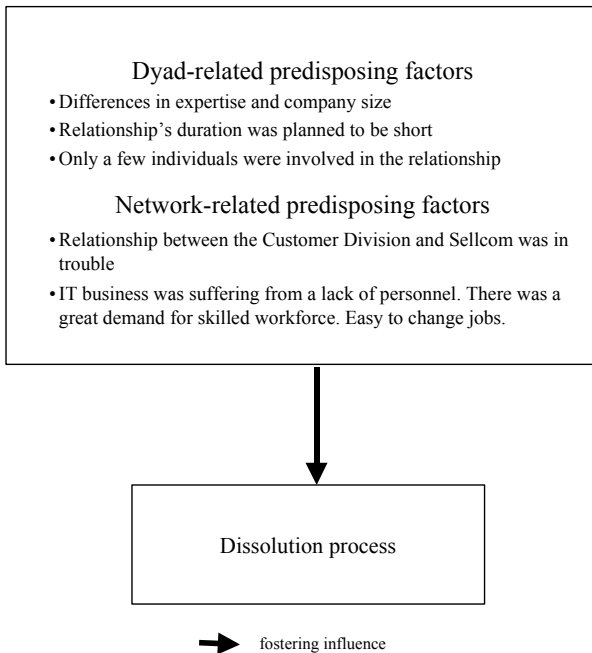 Dyad-related predisposing factors
• Differences in expertise and company size
• Relationship's duration was planned to be short
• Only a few individuals were involved in the relationship
Network-related predisposing factors
• Relationship between the Customer Division and Sellcom was in
trouble
• IT business was suffering from a lack of personnel. There was a
great demand for skilled workforce. Easy to change jobs.
Dissolution process
fostering influence